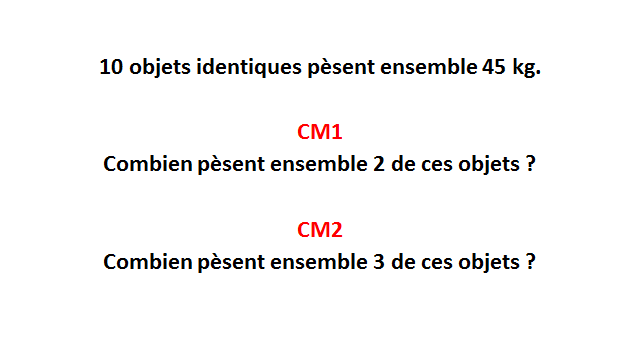 10 objets identiques pèsent ensemble 45 kg.
CM1
Combien pèsent ensemble 2 de ces objets ?
CM2
Combien pèsent ensemble 3 de ces objets ?